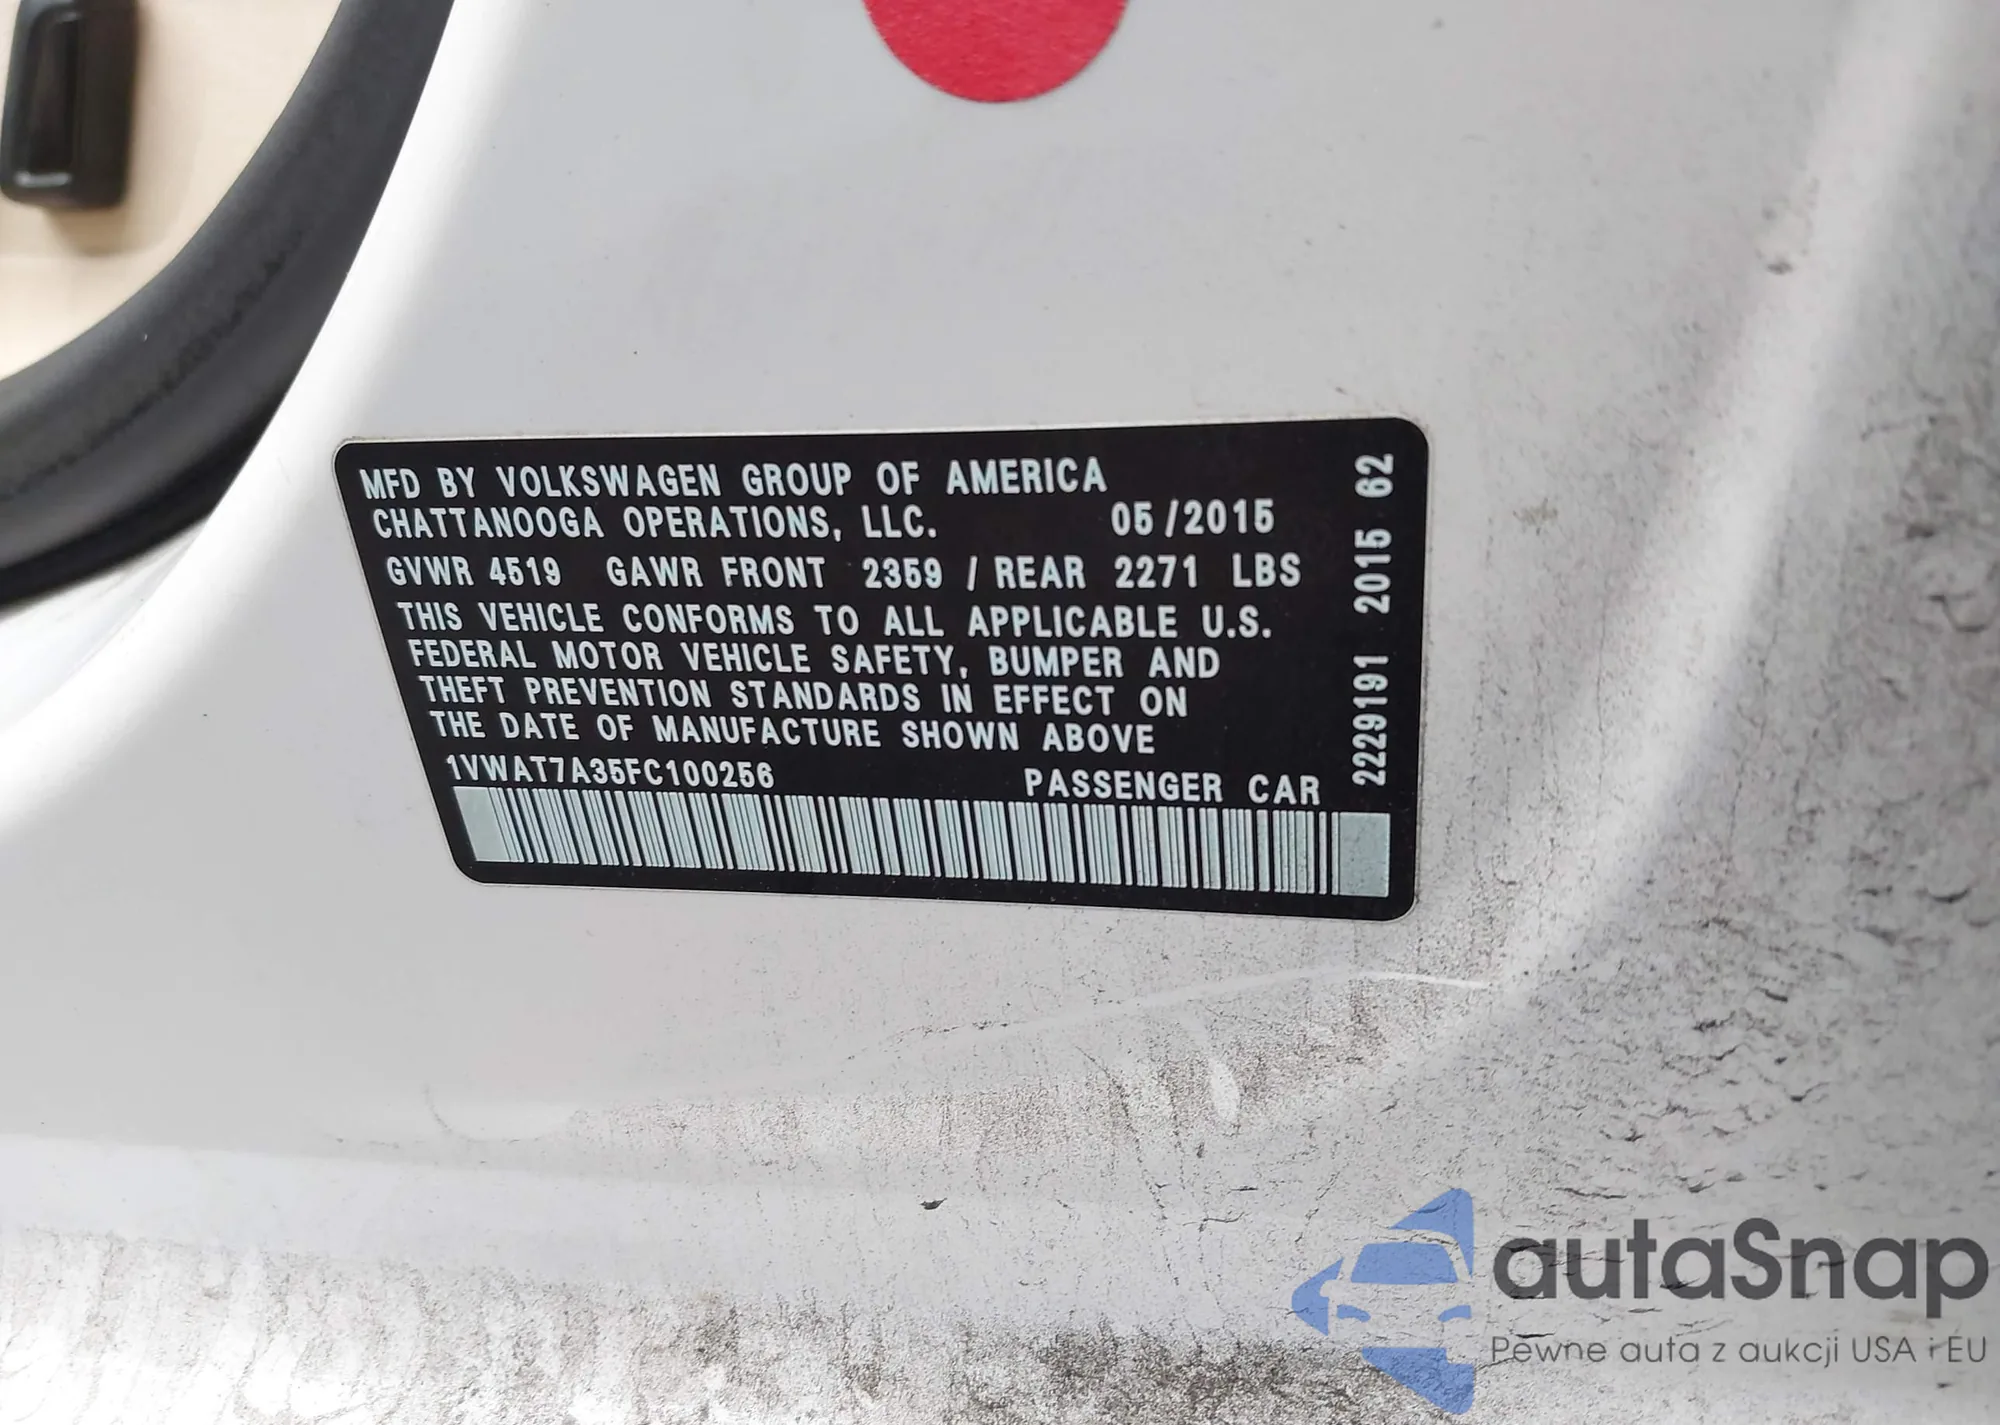 MFD BY VOLKSWAGEN GROUP OF AMERICA
CHATTANOOGA OPERATIONS, LLC. 05/2015
GVWR 4519 GAWR FRONT 2359 / REAR 2271 LBS
THIS VEHICLE CONFORMS TO ALL APPLICABLE U.S.
FEDERAL MOTOR VEHICLE SAFETY, BUMPER AND
THEFT PREVENTION STANDARDS IN EFFECT ON
THE DATE OF MANUFACTURE SHOWN ABOVE
1VWAT7A35FC100256 PASSENGER CAR
2229191 2015 62
autaSnap
Pewne auta z aukcji USA i EU